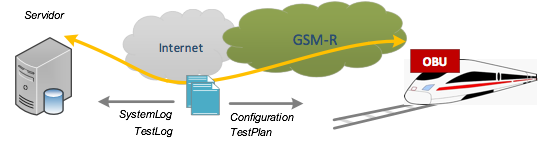 Servidor
Internet
GSM-R
OBU
SystemLog
TestLog
Configuration
TestPlan